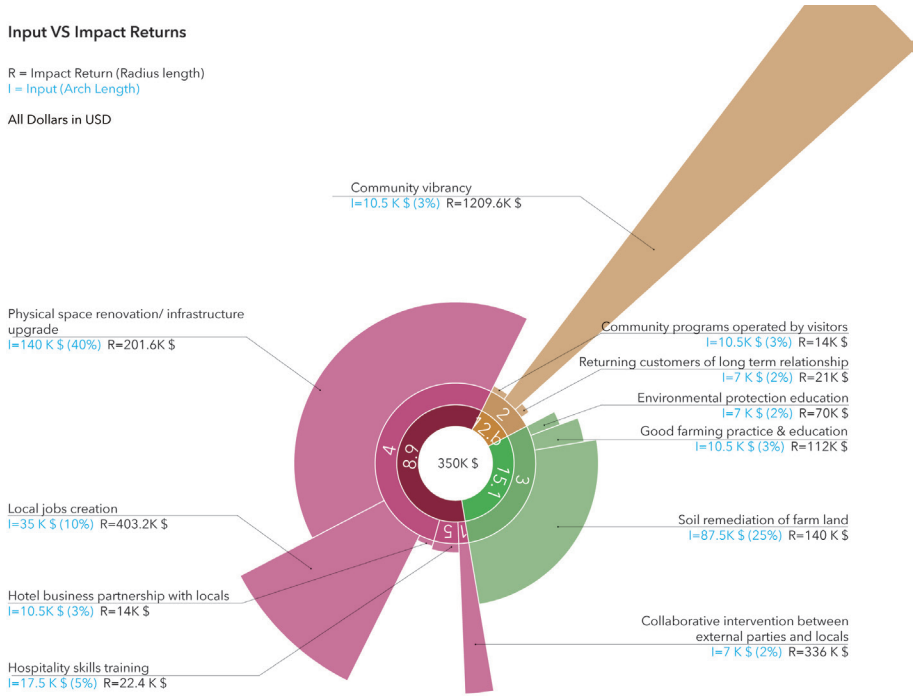 Input VS Impact Returns
R = Impact Return (Radius length)
I = Input (Arch Length)
All Dollars in USD
Community vibrancy
I=10.5 K $ (3%) R=1209.6K $
Physical space renovation/ infrastructure
upgrade
I=140 K $ (40%) R=201.6K $
Community programs operated by visitors
I=10.5K $ (3%) R=14K $
Returning customers of long term relationship
I=7 K $ (2%) R=21K $
Environmental protection education
I=7 K $ (2%) R=70K $
Good farming practice & education
I=10.5 K $ (3%) R=112K $
2
12.6
4
6.8
350K $
15.1
3
5
1
1
Local jobs creation
I=35 K $ (10%) R=403.2K $
Soil remediation of farm land
I=87.5K $ (25%) R=140 K $
Hotel business partnership with locals
I=10.5K $ (3%) R=14K $
Collaborative intervention between
external parties and locals
I=7 K $ (2%) R=336 K $
Hospitality skills training
I=17.5 K $ (5%) R=22.4 K $